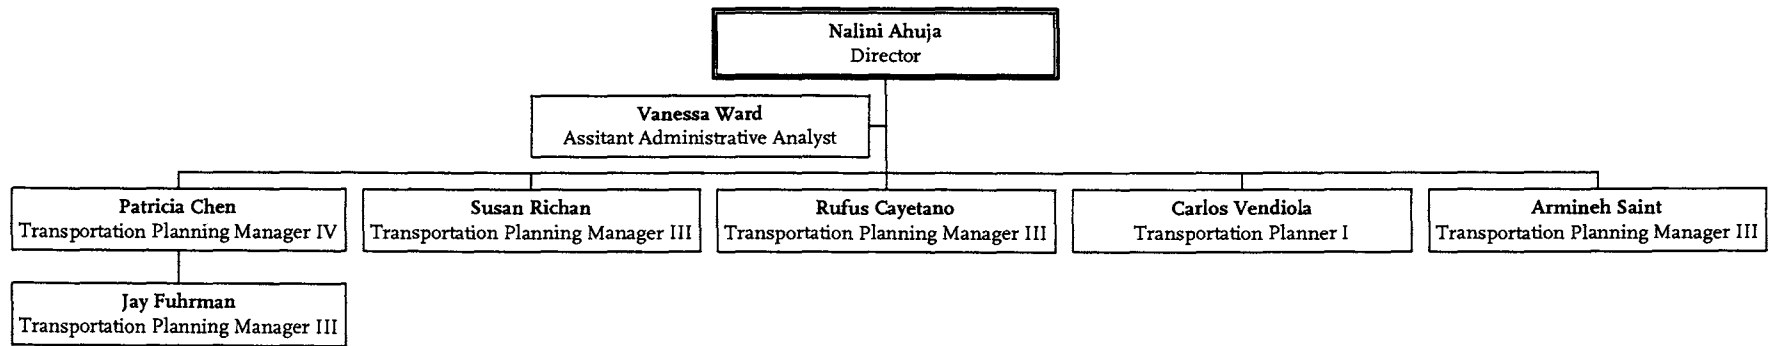 Nalini Ahuja
Director
Vanessa Ward
Assitant Administrative Analyst
Patricia Chen
Transportation Planning Manager IV
Susan Richan
Transportation Planning Manager III
Rufus Cayetano
Transportation Planning Manager III
Carlos Vendiola
Transportation Planner I
Armineh Saint
Transportation Planning Manager III
Jay Fuhrman
Transportation Planning Manager III